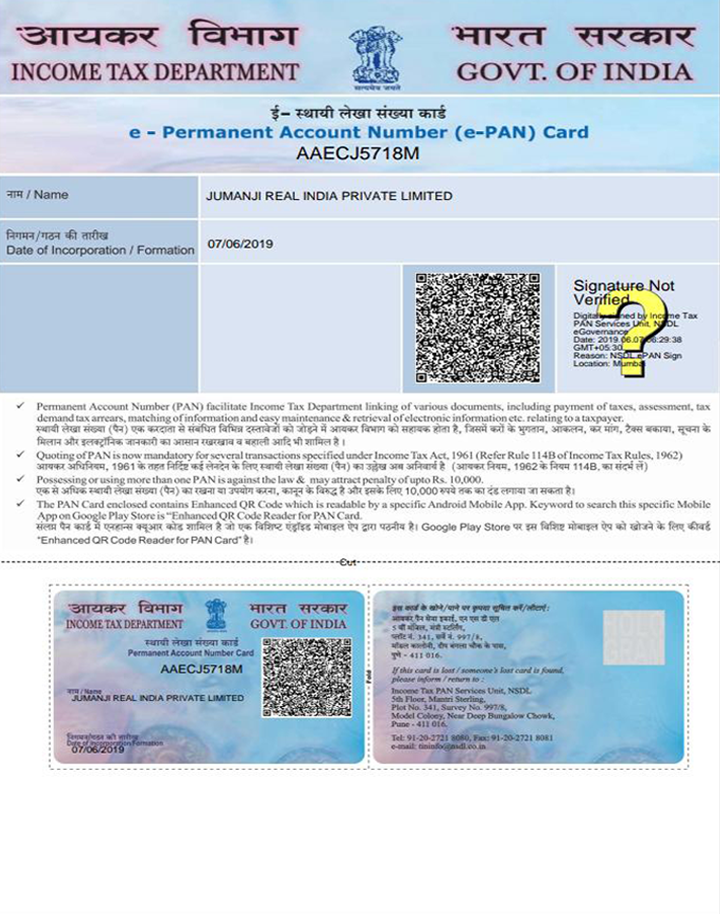 आयकर विभाग
INCOME TAX DEPARTMENT
सत्यमेव जयते
भारत सरकार
GOVT. OF INDIA
ई- स्थायी लेखा संख्या कार्ड
e - Permanent Account Number (e-PAN) Card
AAECJ5718M
नाम / Name
JUMANJI REAL INDIA PRIVATE LIMITED
निगमन/गठन की तारीख
Date of Incorporation / Formation
07/06/2019
Signature Not
Verified
Digitally signed by Income Tax
PAN Services Unit, NSDL
eGovernance
Date: 2019.06.07 06:29:38
GMT+05:30
Reason: NSDL ePAN Sign
Location: Mumbai
✓ Permanent Account Number (PAN) facilitate Income Tax Department linking of various documents, including payment of taxes, assessment, tax
demand tax arrears, matching of information and easy maintenance & retrieval of electronic information etc. relating to a taxpayer.
स्थायी लेखा संख्या (पैन) एक करदाता से संबंधित विभिन्न दस्तावेजों को जोड़ने में आयकर विभाग को सहायक होता है, जिसमें करों के भुगतान, आकलन, कर मांग, टैक्स बकाया, सूचना के
मिलान और इलक्ट्रॉनिक जानकारी का आसान रखरखाव व बहाली आदि भी शामिल है ।
✓ Quoting of PAN is now mandatory for several transactions specified under Income Tax Act, 1961 (Refer Rule 114B of Income Tax Rules, 1962)
आयकर अधिनियम, 1961 के तहत निर्दिष्ट कई लेनदेन के लिए स्थायी लेखा संख्या (पैन) का उल्लेख अब अनिवार्य है (आयकर नियम, 1962 के नियम 114B, का संदर्भ लें)
✓ Possessing or using more than one PAN is against the law & may attract penalty of upto Rs. 10,000.
एक से अधिक स्थायी लेखा संख्या (पैन) का रखना या उपयोग करना, कानून के विरुद्ध है और इसके लिए 10,000 रुपये तक का दंड लगाया जा सकता है।
✓ The PAN Card enclosed contains Enhanced QR Code which is readable by a specific Android Mobile App. Keyword to search this specific Mobile
App on Google Play Store is "Enhanced QR Code Reader for PAN Card.
संलग्न पैन कार्ड में एनहान्स क्यूआर कोड शामिल है जो एक विशिष्ट एंड्रॉइड मोबाइल ऐप द्वारा पठनीय है। Google Play Store पर इस विशिष्ट मोबाइल ऐप को खोजने के लिए कीवर्ड
"Enhanced QR Code Reader for PAN Card" है।
Cut
आयकर विभाग
INCOME TAX DEPARTMENT
भारत सरकार
GOVT. OF INDIA
स्थायी लेखा संख्या कार्ड
Permanent Account Number Card
AAECJ5718M
नाम / Name
JUMANJI REAL INDIA PRIVATE LIMITED
निगमन/गठन की तारीख
Date of Incorporation/Formation
07/06/2019
Fold
इस कार्ड के खोने/पाने पर कृपया सूचित करें/लौटाएं:
आयकर पैन सेवा इकाई, एन एस डी एल
5 वीं मंजिल, मंत्री स्टर्लिंग,
प्लॉट नं. 341, सर्वे नं. 997/8,
मॉडल कालोनी, दीप बंगला चौक के पास,
पुणे - 411 016.
If this card is lost / someone's lost card is found,
please inform / return to :
Income Tax PAN Services Unit, NSDL
5th Floor, Mantri Sterling,
Plot No. 341, Survey No. 997/8,
Model Colony, Near Deep Bungalow Chowk,
Pune - 411 016.
Tel: 91-20-2721 8080, Fax: 91-20-2721 8081
e-mail: tininfo@nsdl.co.in